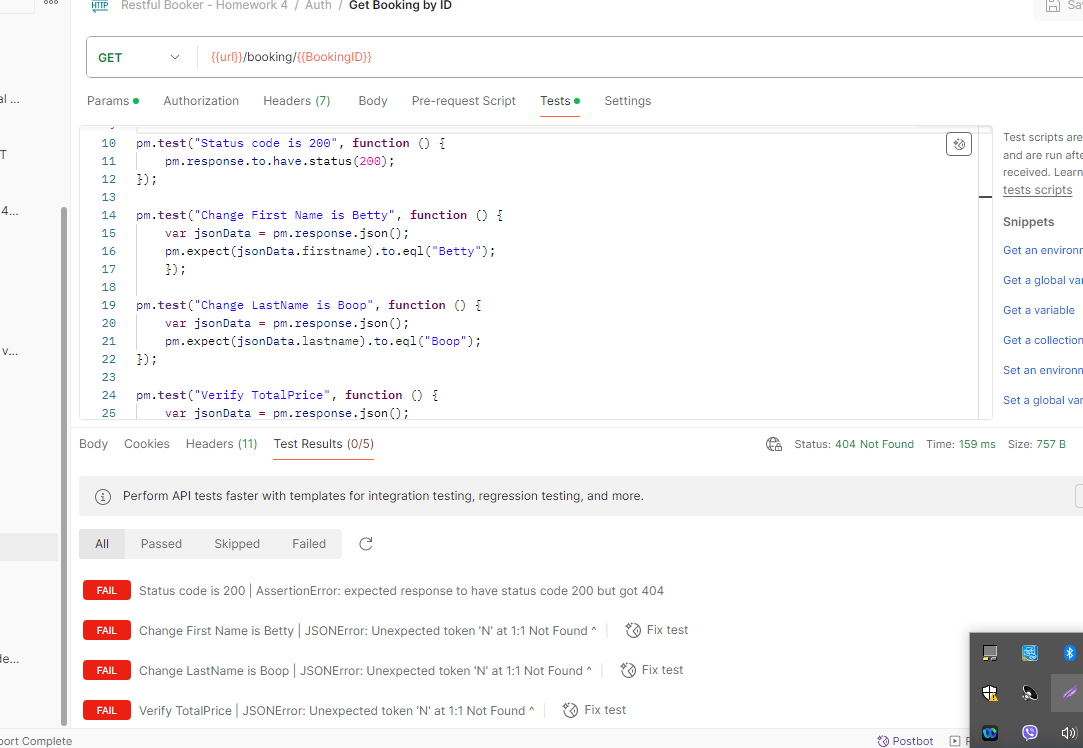 HTTP Restful Booker - Homework 4 / Auth / Get Booking by ID
GET {{url}}/booking/{{BookingID}}
Params Authorization Headers (7) Body Pre-request Script Tests Settings
10 pm.test("Status code is 200", function () {
11 pm.response.to.have.status(200);
12 });
13
14 pm.test("Change First Name is Betty", function () {
15 var jsonData = pm.response.json();
16 pm.expect(jsonData.firstname).to.eql("Betty");
17 });
18
19 pm.test("Change LastName is Boop", function () {
20 var jsonData = pm.response.json();
21 pm.expect(jsonData.lastname).to.eql("Boop");
22 });
23
24 pm.test("Verify TotalPrice", function () {
25 var jsonData = pm.response.json();
Test scripts are
and are run afte
received. Learn
tests scripts
Snippets
Get an environr
Get a global var
Get a variable
Get a collection
Set an environm
Set a global var
Body Cookies Headers (11) Test Results (0/5) Status: 404 Not Found Time: 159 ms Size: 757 B
Perform API tests faster with templates for integration testing, regression testing, and more.
All Passed Skipped Failed
FAIL Status code is 200 | AssertionError: expected response to have status code 200 but got 404
FAIL Change First Name is Betty | JSONError: Unexpected token 'N' at 1:1 Not Found ^ Fix test
FAIL Change LastName is Boop | JSONError: Unexpected token 'N' at 1:1 Not Found ^ Fix test
FAIL Verify TotalPrice | JSONError: Unexpected token 'N' at 1:1 Not Found ^ Fix test
port Complete
Postbot